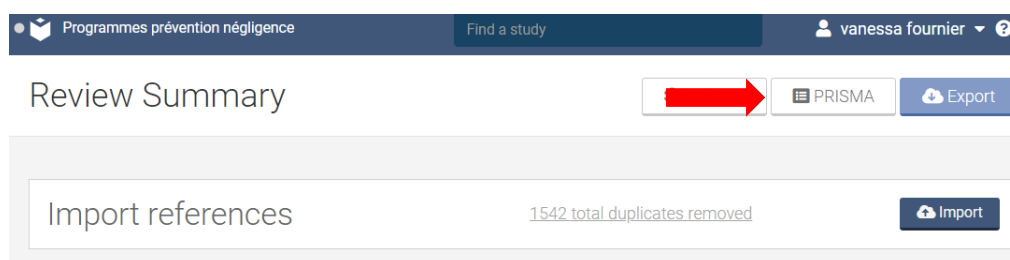 Programmes prévention négligence
Find a study
vanessa fournier
Review Summary
PRISMA
Export
Import references
1542 total duplicates removed
Import